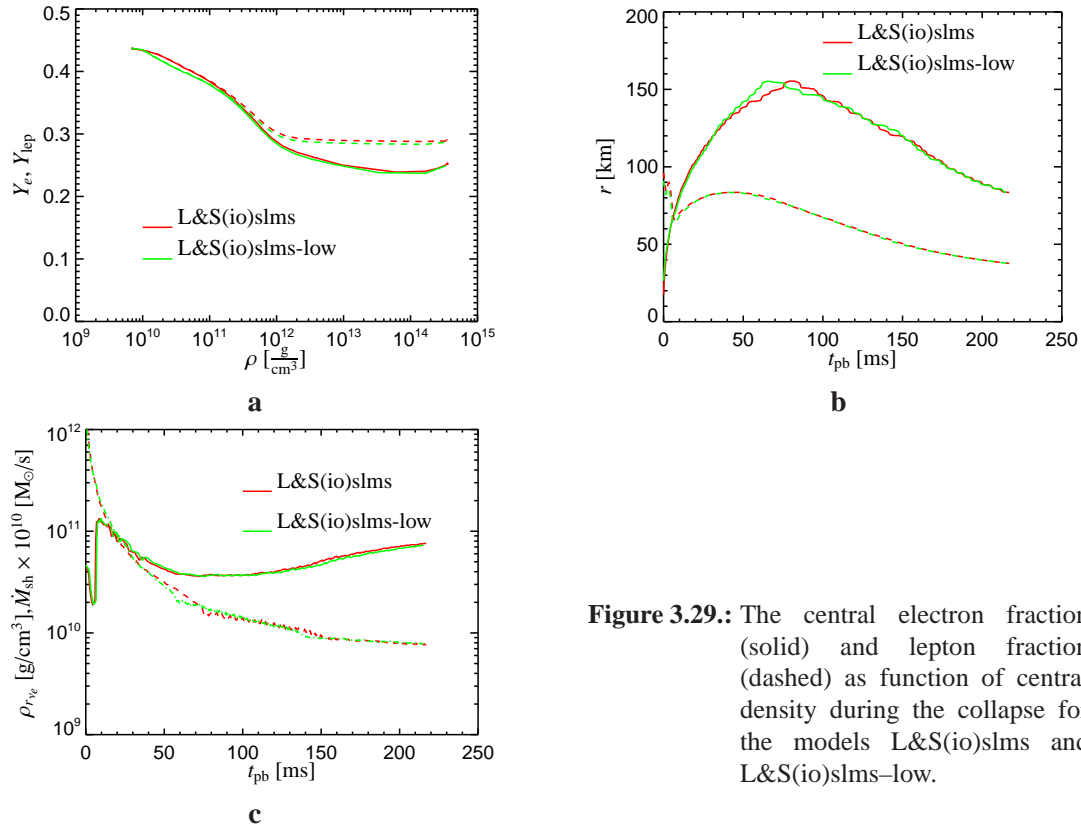 0.5
0.4
0.3
0.2
0.1
0.0
Y_e, Y_lep
L&S(io)slms
L&S(io)slms-low
10^9 10^10 10^11 10^12 10^13 10^14 10^15
ρ [g/cm^3]
a
200
150
100
50
0
r [km]
L&S(io)slms
L&S(io)slms-low
0 50 100 150 200 250
t_pb [ms]
b
10^12
10^11
10^10
10^9
ρ_{r_{ν_e}} [g/cm^3], Ṁ_sh × 10^10 [M_⊙/s]
L&S(io)slms
L&S(io)slms-low
0 50 100 150 200 250
t_pb [ms]
c
Figure 3.29.: The central electron fraction
(solid) and lepton fraction
(dashed) as function of central
density during the collapse for
the models L&S(io)slms and
L&S(io)slms–low.